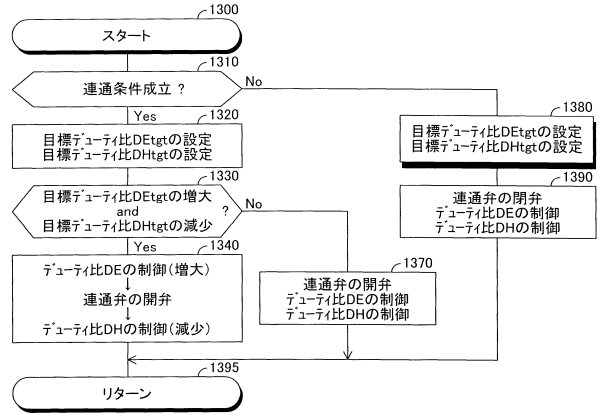 1300
スタート
1310
連通条件成立 ?
No
Yes
1320
目標ﾃﾞｭｰﾃｨ比DEtgtの設定
目標ﾃﾞｭｰﾃｨ比DHtgtの設定
1380
目標ﾃﾞｭｰﾃｨ比DEtgtの設定
目標ﾃﾞｭｰﾃｨ比DHtgtの設定
1330
目標ﾃﾞｭｰﾃｨ比DEtgtの増大
and ?
目標ﾃﾞｭｰﾃｨ比DHtgtの減少
No
Yes
1390
連通弁の閉弁
ﾃﾞｭｰﾃｨ比DEの制御
ﾃﾞｭｰﾃｨ比DHの制御
1340
ﾃﾞｭｰﾃｨ比DEの制御(増大)
↓
連通弁の開弁
↓
ﾃﾞｭｰﾃｨ比DHの制御(減少)
1370
連通弁の開弁
ﾃﾞｭｰﾃｨ比DEの制御
ﾃﾞｭｰﾃｨ比DHの制御
1395
リターン